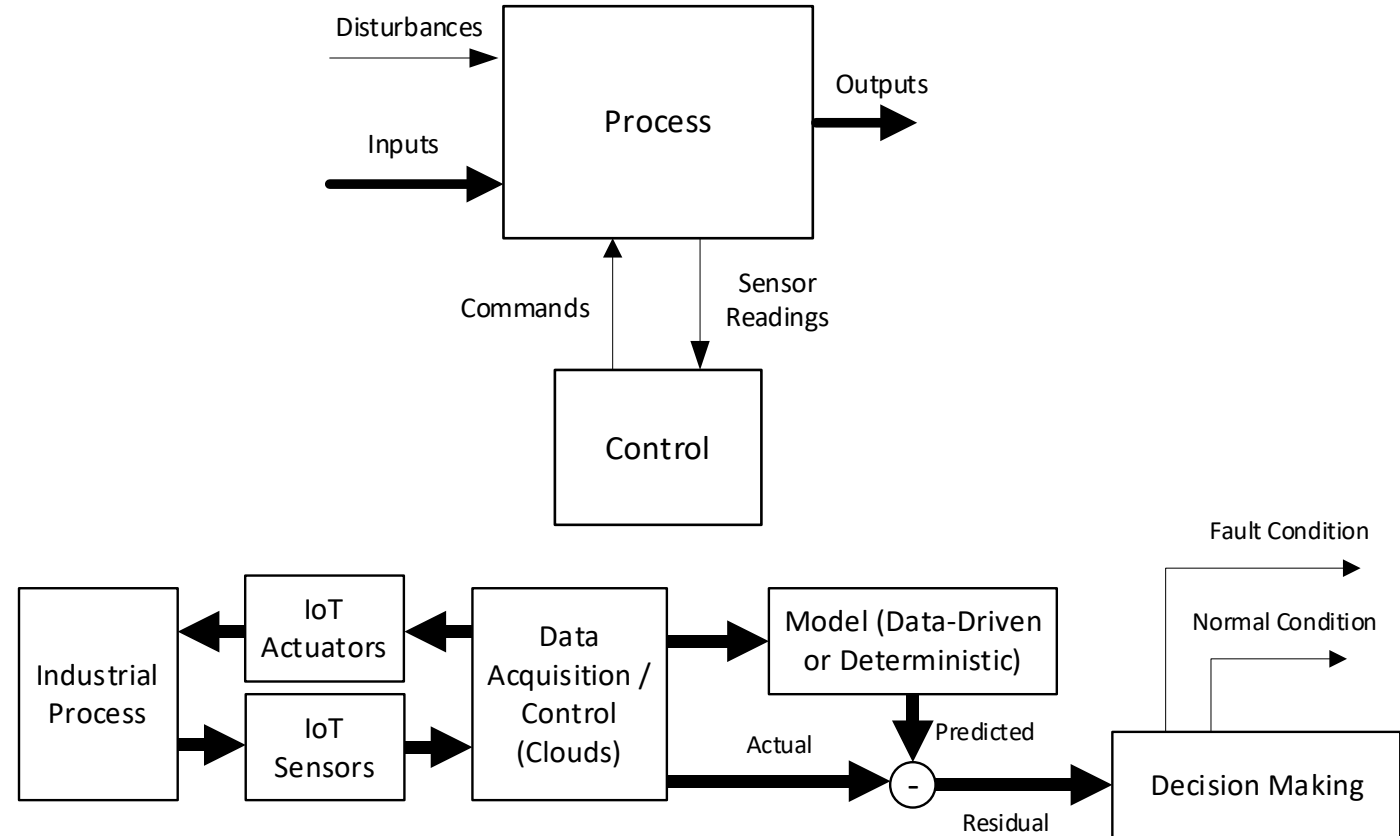 Disturbances
Process
Outputs
Inputs
Commands
Sensor
Readings
Control
Fault Condition
Normal Condition
Industrial
Process
IoT
Actuators
IoT
Sensors
Data
Acquisition /
Control
(Clouds)
Model (Data-Driven
or Deterministic)
Actual
Predicted
-
Residual
Decision Making